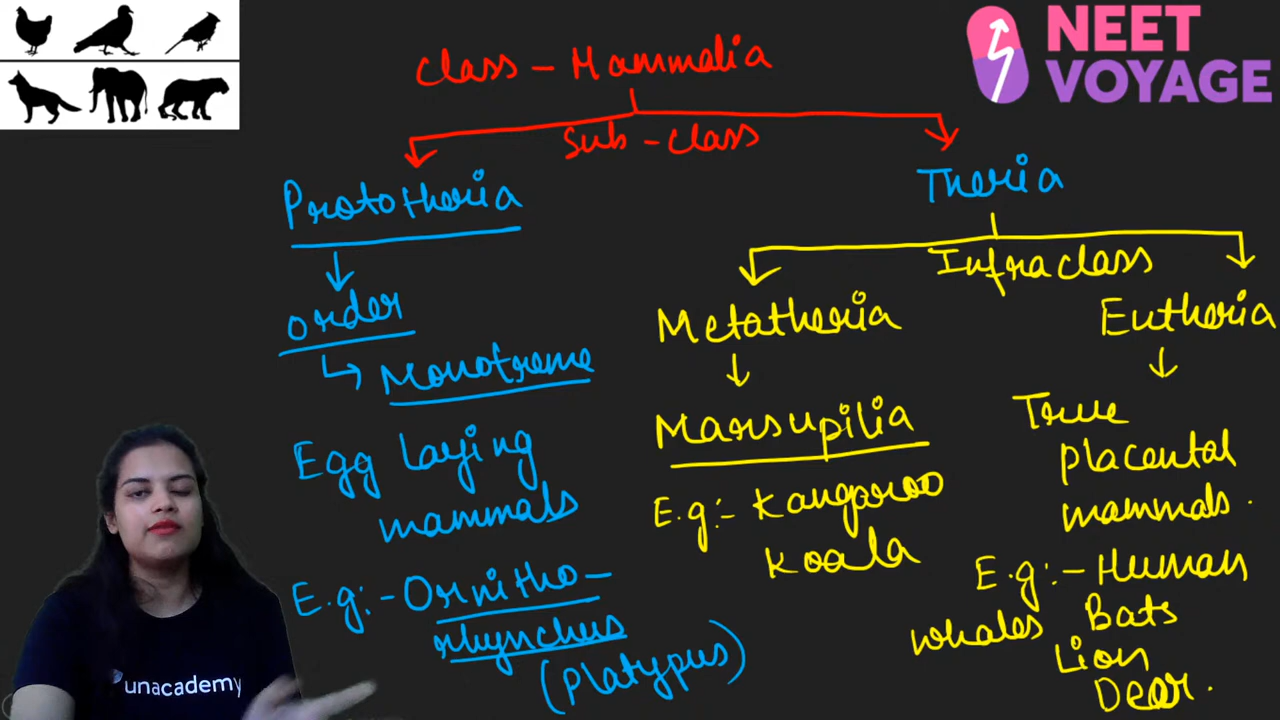 NEET
VOYAGE
Class - Mammalia
Sub - class
Prototheria
Theria
order
Monotreme
Egg laying
mammals
E.g:- Ornitho-
rhynchus
(Platypus)
Infraclass
Metatheria
Marsupilia
E.g:- Kangaroo
Koala
Eutheria
True
placental
mammals.
E.g:- Human
whales Bats
Lion
Dear.
unacademy